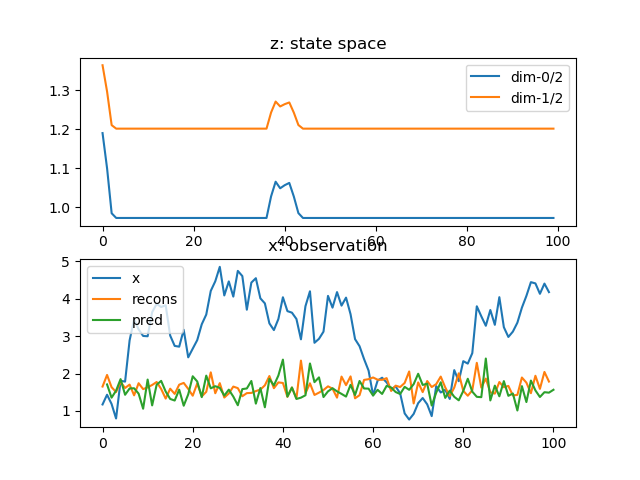 z: state space
1.3
1.2
1.1
1.0
dim-0/2
dim-1/2
0 20 40 60 80 100
x: observation
5
4
3
2
1
x
recons
pred
0 20 40 60 80 100